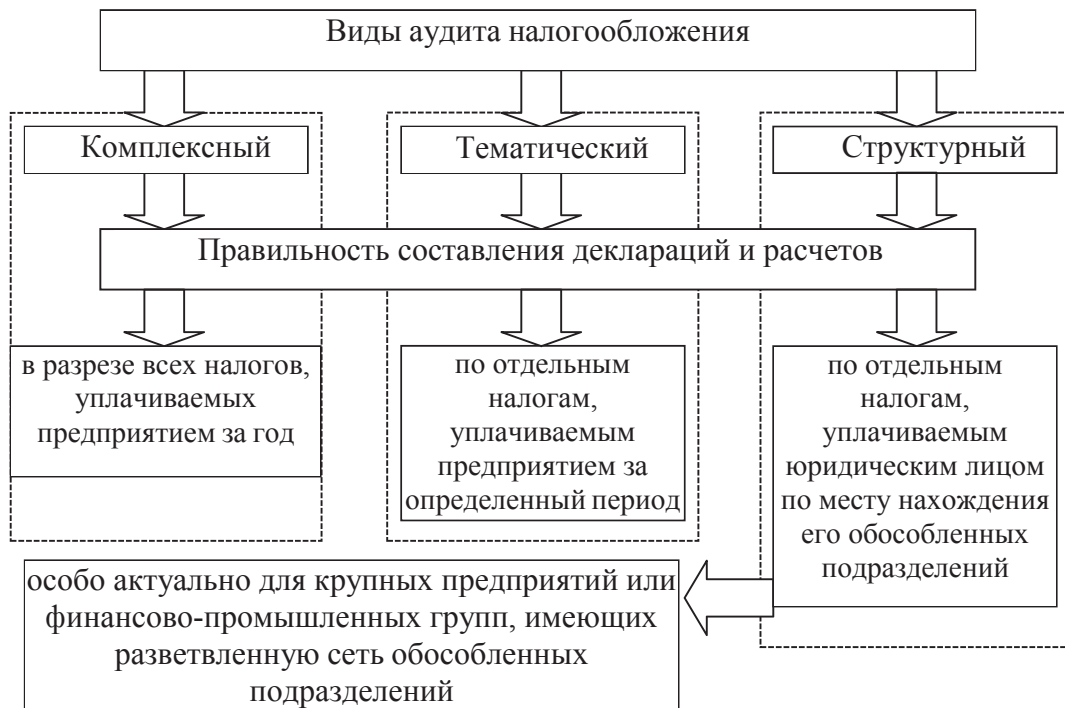 Виды аудита налогообложения
Комплексный
Тематический
Структурный
Правильность составления деклараций и расчетов
в разрезе всех налогов,
уплачиваемых
предприятием за год
по отдельным
налогам,
уплачиваемым
предприятием за
определенный период
по отдельным
налогам,
уплачиваемым
юридическим лицом
по месту нахождения
его обособленных
подразделений
особо актуально для крупных предприятий или
финансово-промышленных групп, имеющих
разветвленную сеть обособленных
подразделений